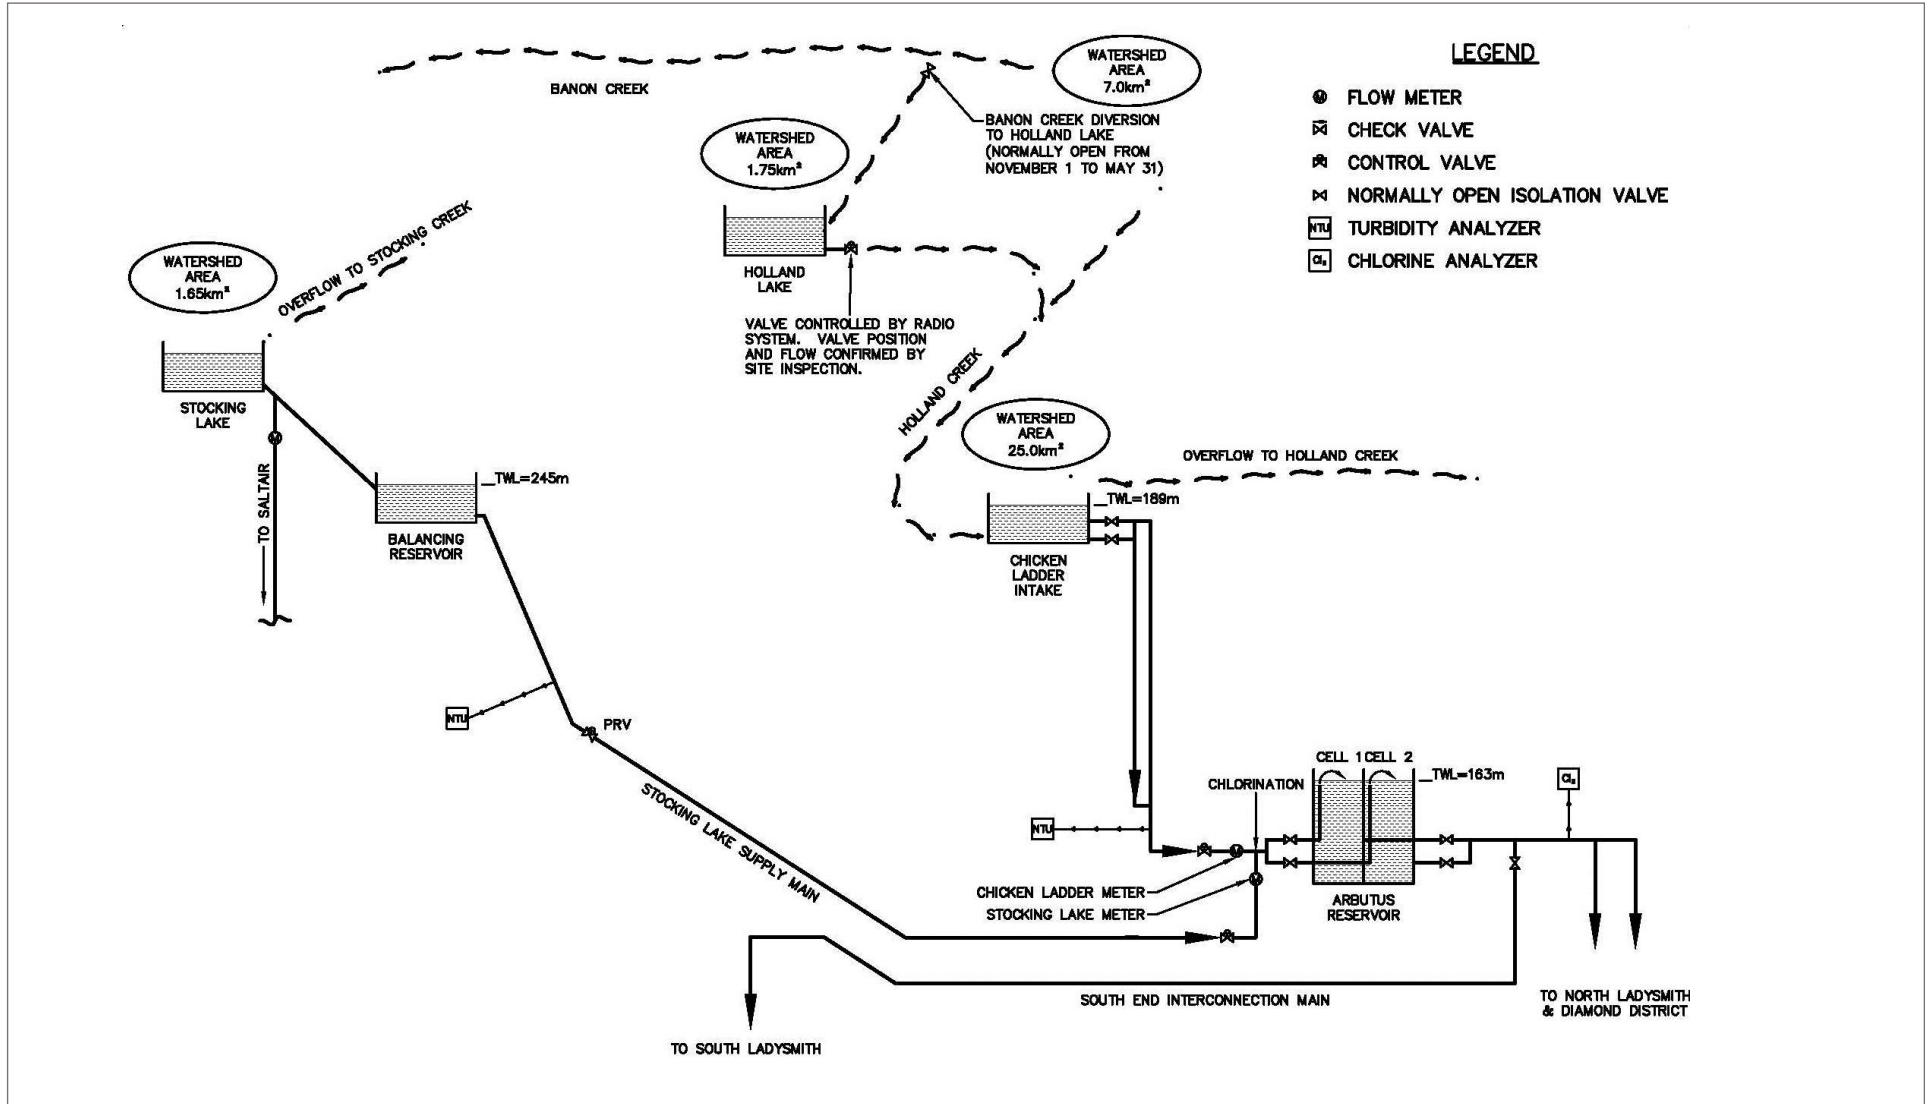 WATERSHED
AREA
7.0km²
BANON CREEK
BANON CREEK DIVERSION
TO HOLLAND LAKE
(NORMALLY OPEN FROM
NOVEMBER 1 TO MAY 31)
WATERSHED
AREA
1.75km²
HOLLAND
LAKE
VALVE CONTROLLED BY RADIO
SYSTEM. VALVE POSITION
AND FLOW CONFIRMED BY
SITE INSPECTION.
WATERSHED
AREA
1.65km²
OVERFLOW TO STOCKING CREEK
STOCKING
LAKE
M
TO SALTAIR
TWL=245m
BALANCING
RESERVOIR
NTU
PRV
STOCKING LAKE SUPPLY MAIN
HOLLAND CREEK
WATERSHED
AREA
25.0km²
OVERFLOW TO HOLLAND CREEK
TWL=189m
CHICKEN
LADDER
INTAKE
NTU
CHLORINATION
M
M
CHICKEN LADDER METER
STOCKING LAKE METER
CELL 1 CELL 2
TWL=163m
ARBUTUS
RESERVOIR
Cl₂
SOUTH END INTERCONNECTION MAIN
TO SOUTH LADYSMITH
TO NORTH LADYSMITH
& DIAMOND DISTRICT
LEGEND
M FLOW METER
CHECK VALVE
CONTROL VALVE
NORMALLY OPEN ISOLATION VALVE
NTU TURBIDITY ANALYZER
Cl₂ CHLORINE ANALYZER